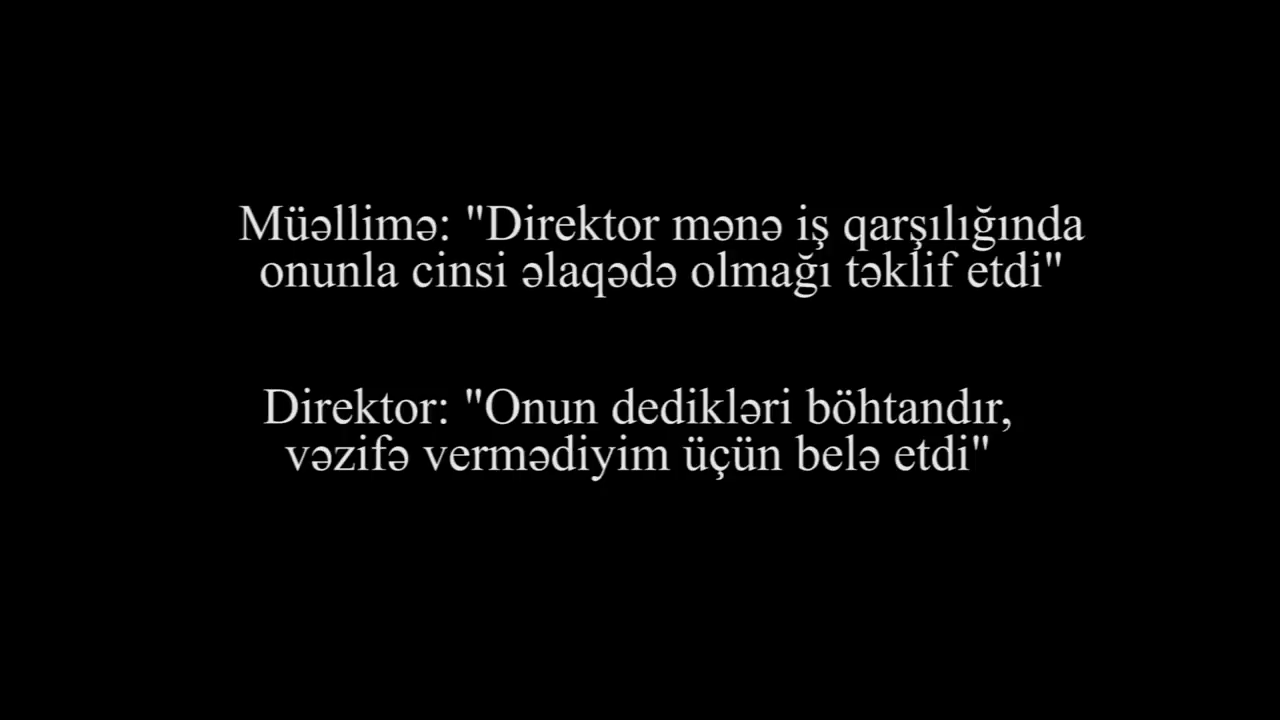 Müəllimə: "Direktor mənə iş qarşılığında
onunla cinsi əlaqədə olmağı təklif etdi"
Direktor: "Onun dedikləri böhtandır,
vəzifə vermədiyim üçün belə etdi"